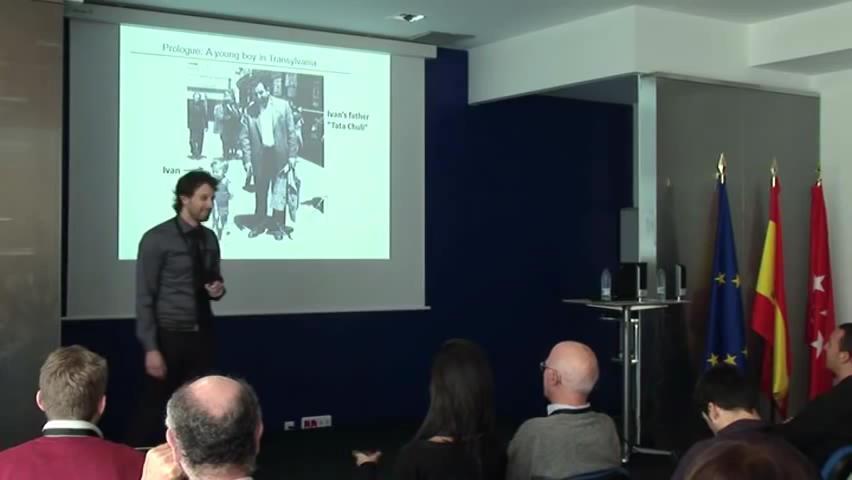 Prologue: A young boy in Transylvania
Ivan's father
"Tata Chuli"
Ivan